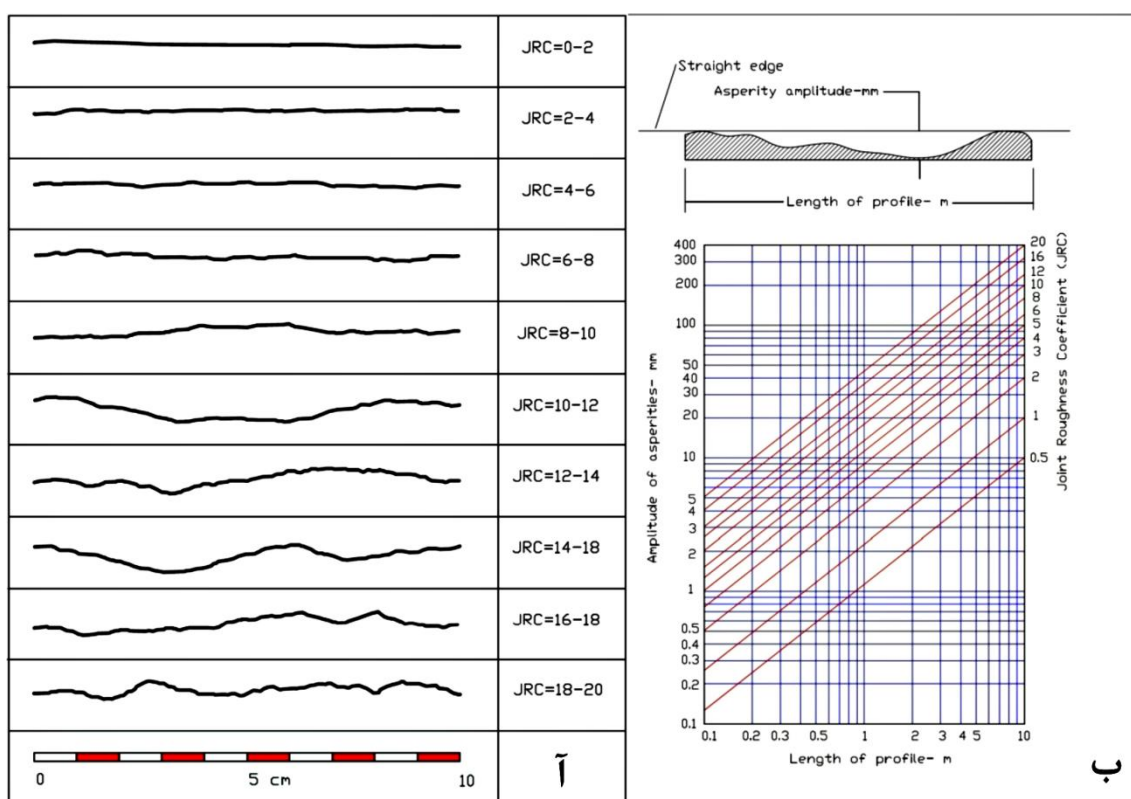 JRC=0-2
JRC=2-4
JRC=4-6
JRC=6-8
JRC=8-10
JRC=10-12
JRC=12-14
JRC=14-18
JRC=16-18
JRC=18-20
0 5 cm 10
آ
Straight edge
Asperity amplitude-mm
Length of profile- m
Amplitude of asperities- mm
400
300
200
100
50
40
30
20
10
5
4
3
2
1
0.5
0.4
0.3
0.2
0.1
20
16
12
10
8
6
5
4
3
2
1
0.5
Joint Roughness Coefficient (JRC)
0.1 0.2 0.3 0.5 1 2 3 4 5 10
Length of profile- m
ب